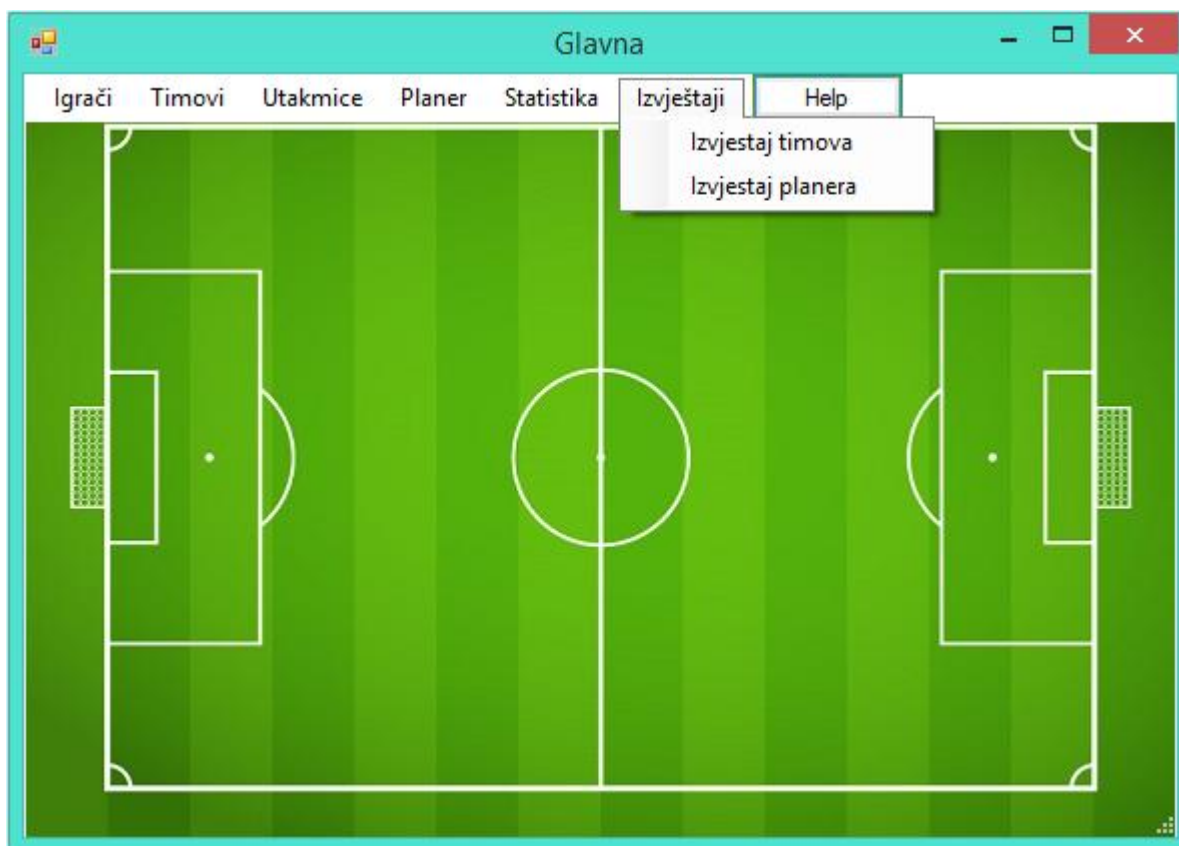 Glavna
Igrači Timovi Utakmice Planer Statistika Izvještaji Help
Izvjestaj timova
Izvjestaj planera